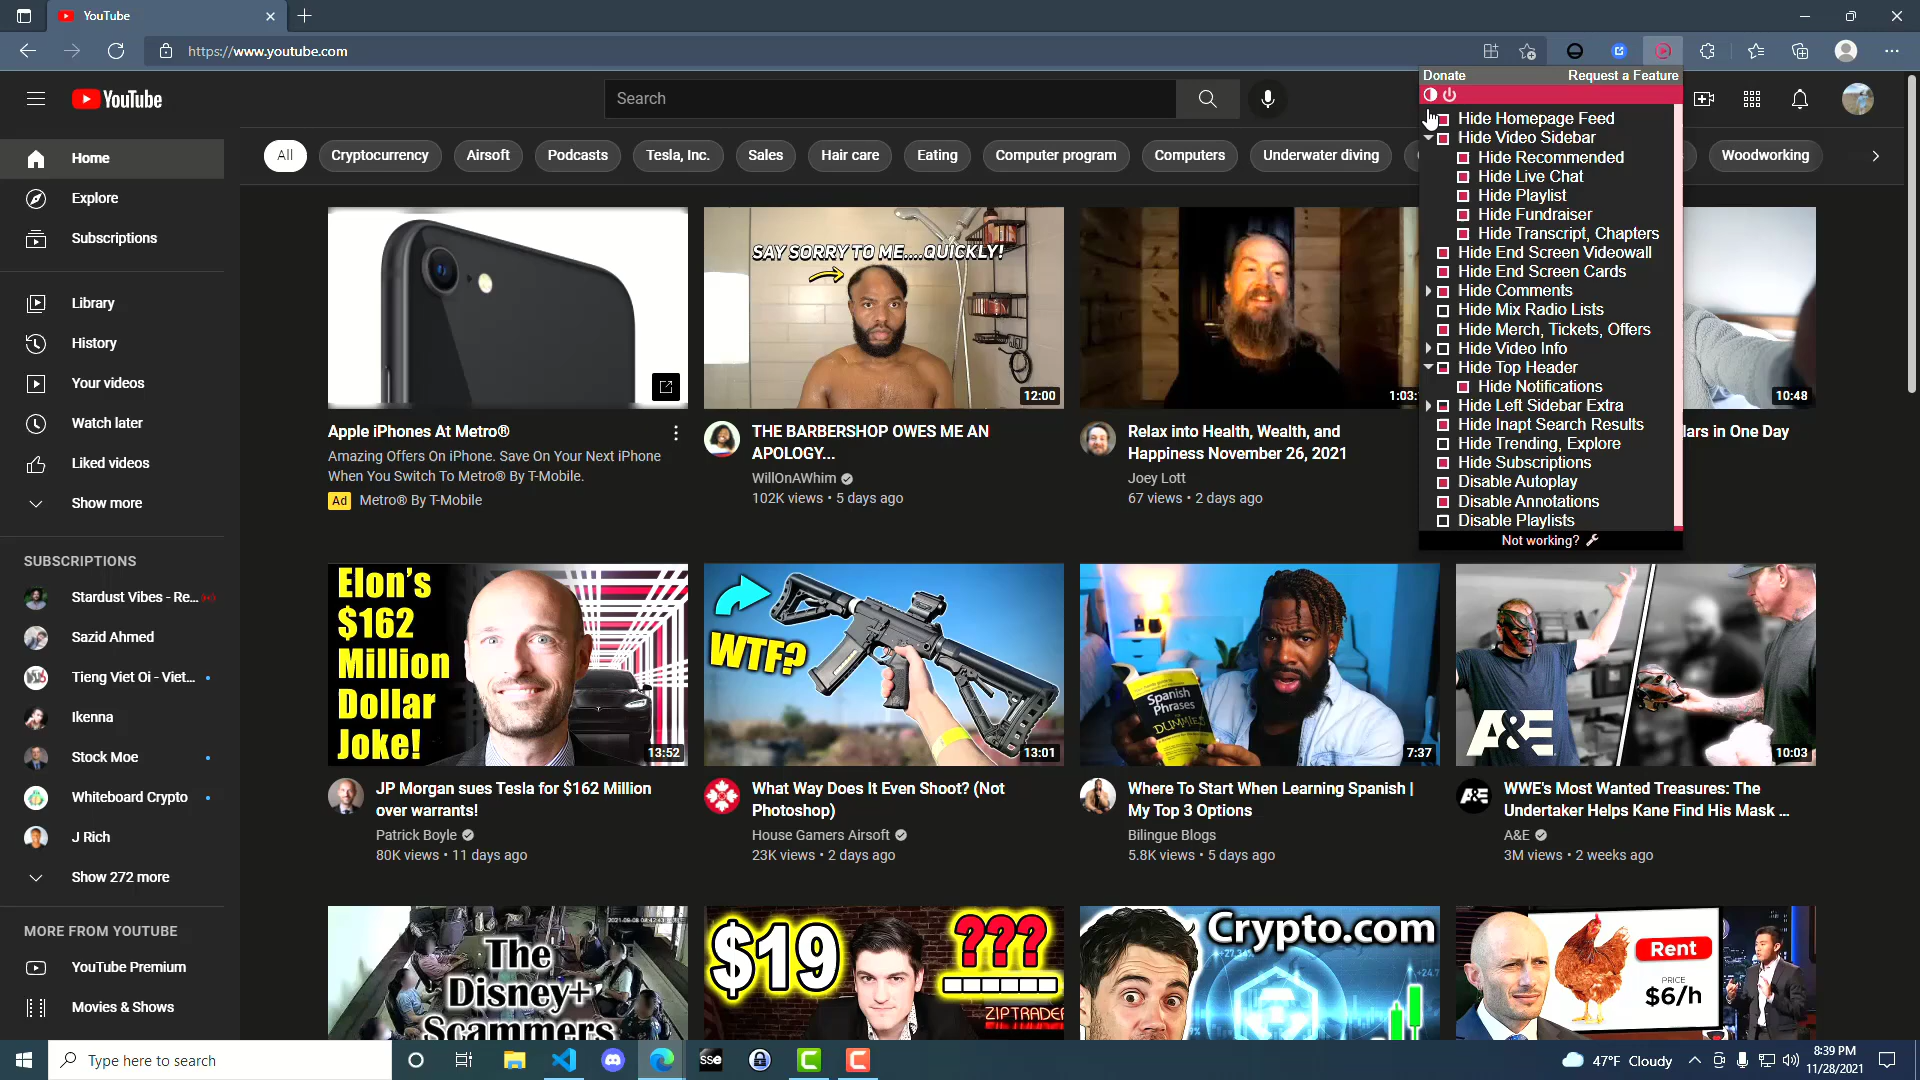 YouTube
https://www.youtube.com
Donate
Request a Feature
YouTube
Search
Hide Homepage Feed
Hide Video Sidebar
Hide Recommended
Hide Live Chat
Hide Playlist
Hide Fundraiser
Hide Transcript, Chapters
Hide End Screen Videowall
Hide End Screen Cards
Hide Comments
Hide Mix Radio Lists
Hide Merch, Tickets, Offers
Hide Video Info
Hide Top Header
Hide Notifications
Hide Left Sidebar Extra
Hide Inapt Search Results
Hide Trending, Explore
Hide Subscriptions
Disable Autoplay
Disable Annotations
Disable Playlists
Not working?
Home
Explore
Subscriptions
Library
History
Your videos
Watch later
Liked videos
Show more
SUBSCRIPTIONS
Stardust Vibes - Re...
Sazid Ahmed
Tieng Viet Oi - Viet...
Ikenna
Stock Moe
Whiteboard Crypto
J Rich
Show 272 more
MORE FROM YOUTUBE
YouTube Premium
Movies & Shows
All
Cryptocurrency
Airsoft
Podcasts
Tesla, Inc.
Sales
Hair care
Eating
Computer program
Computers
Underwater diving
Woodworking
Apple iPhones At Metro®
Amazing Offers On iPhone. Save On Your Next iPhone
When You Switch To Metro® By T-Mobile.
Ad Metro® By T-Mobile
SAY SORRY TO ME....QUICKLY!
12:00
THE BARBERSHOP OWES ME AN
APOLOGY...
WillOnAWhim
102K views • 5 days ago
1:03:
Relax into Health, Wealth, and
Happiness November 26, 2021
Joey Lott
67 views • 2 days ago
10:48
lars in One Day
Elon's
$162
Million
Dollar
Joke!
13:52
JP Morgan sues Tesla for $162 Million
over warrants!
Patrick Boyle
80K views • 11 days ago
WTF?
13:01
What Way Does It Even Shoot? (Not
Photoshop)
House Gamers Airsoft
23K views • 2 days ago
Spanish
Phrases
DUMMIES
7:37
Where To Start When Learning Spanish |
My Top 3 Options
Bilingue Blogs
5.8K views • 5 days ago
A&E
10:03
A&E
WWE's Most Wanted Treasures: The
Undertaker Helps Kane Find His Mask ...
A&E
3M views • 2 weeks ago
The
Disney+
Scammers
$19
???
ZIPTRADER
Crypto.com
Rent
PRICE
$6/h
Type here to search
SSE
47°F Cloudy
8:39 PM
11/28/2021